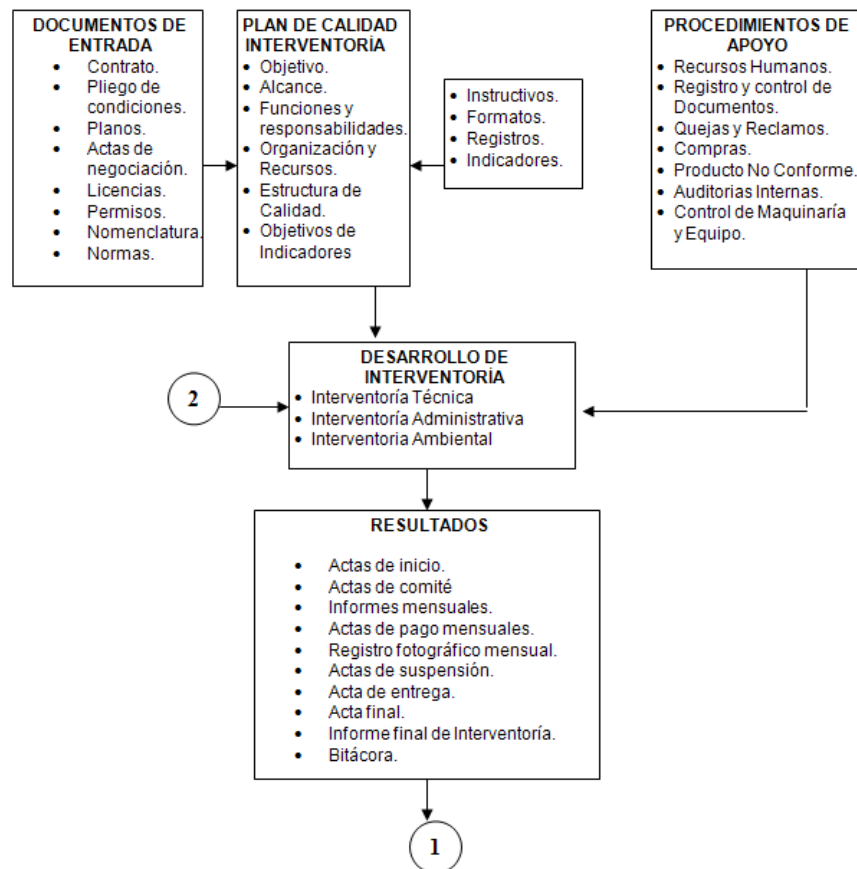 DOCUMENTOS DE
ENTRADA
• Contrato.
• Pliego de
condiciones.
• Planos.
• Actas de
negociación.
• Licencias.
• Permisos.
• Nomenclatura.
• Normas.
PLAN DE CALIDAD
INTERVENTORÍA
• Objetivo.
• Alcance.
• Funciones y
responsabilidades.
• Organización y
Recursos.
• Estructura de
Calidad.
• Objetivos de
Indicadores
• Instructivos.
• Formatos.
• Registros.
• Indicadores.
PROCEDIMIENTOS DE
APOYO
• Recursos Humanos.
• Registro y control de
Documentos.
• Quejas y Reclamos.
• Compras.
• Producto No Conforme.
• Auditorias Internas.
• Control de Maquinaría
y Equipo.
2
DESARROLLO DE
INTERVENTORÍA
• Interventoría Técnica
• Interventoría Administrativa
• Interventoria Ambiental
RESULTADOS
• Actas de inicio.
• Actas de comité
• Informes mensuales.
• Actas de pago mensuales.
• Registro fotográfico mensual.
• Actas de suspensión.
• Acta de entrega.
• Acta final.
• Informe final de Interventoría.
• Bitácora.
1